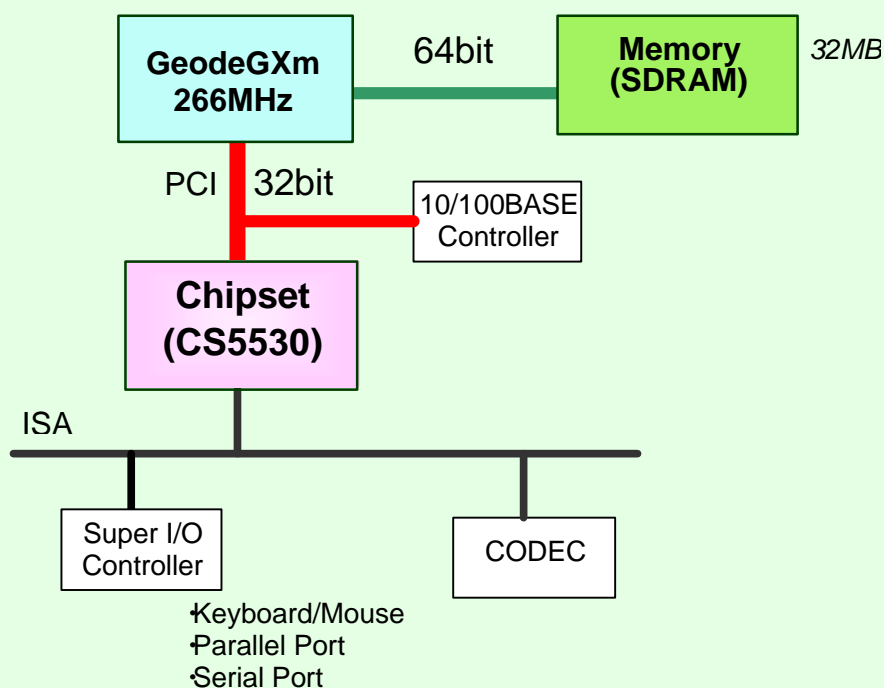 GeodeGXm
266MHz
64bit
Memory
(SDRAM)
32MB
PCI
32bit
10/100BASE
Controller
Chipset
(CS5530)
ISA
Super I/O
Controller
CODEC
·Keyboard/Mouse
·Parallel Port
·Serial Port